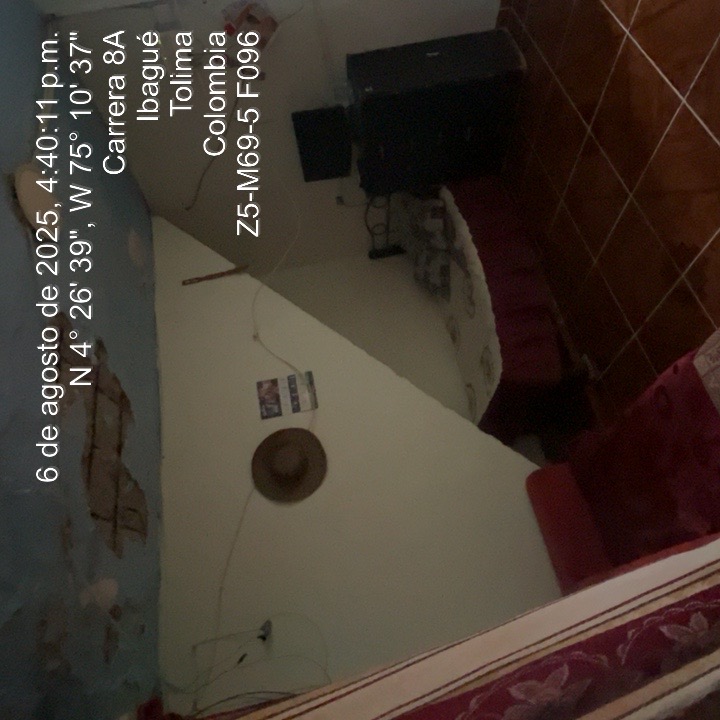 6 de agosto de 2025, 4:40:11 p.m.
N 4° 26' 39", W 75° 10' 37"
Carrera 8A
Ibagué
Tolima
Colombia
Z5-M69-5 F096